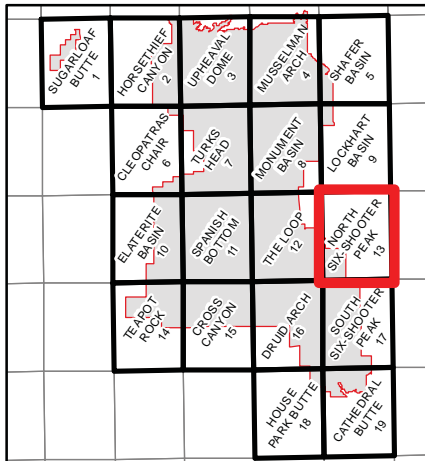 SUGARLOAF
BUTTE
1
HORSETHIEF
CANYON
2
UPHEAVAL
DOME
3
MUSSELMAN
ARCH
4
SHAFER
BASIN
5
CLEOPATRAS
CHAIR
6
TURKS
HEAD
7
MONUMENT
BASIN
8
LOCKHART
BASIN
9
ELATERITE
BASIN
10
SPANISH
BOTTOM
11
THE LOOP
12
NORTH
SIX-SHOOTER
PEAK
13
TEAPOT
ROCK
14
CROSS
CANYON
15
DRUID ARCH
16
SOUTH
SIX-SHOOTER
PEAK
17
HOUSE
PARK BUTTE
18
CATHEDRAL
BUTTE
19